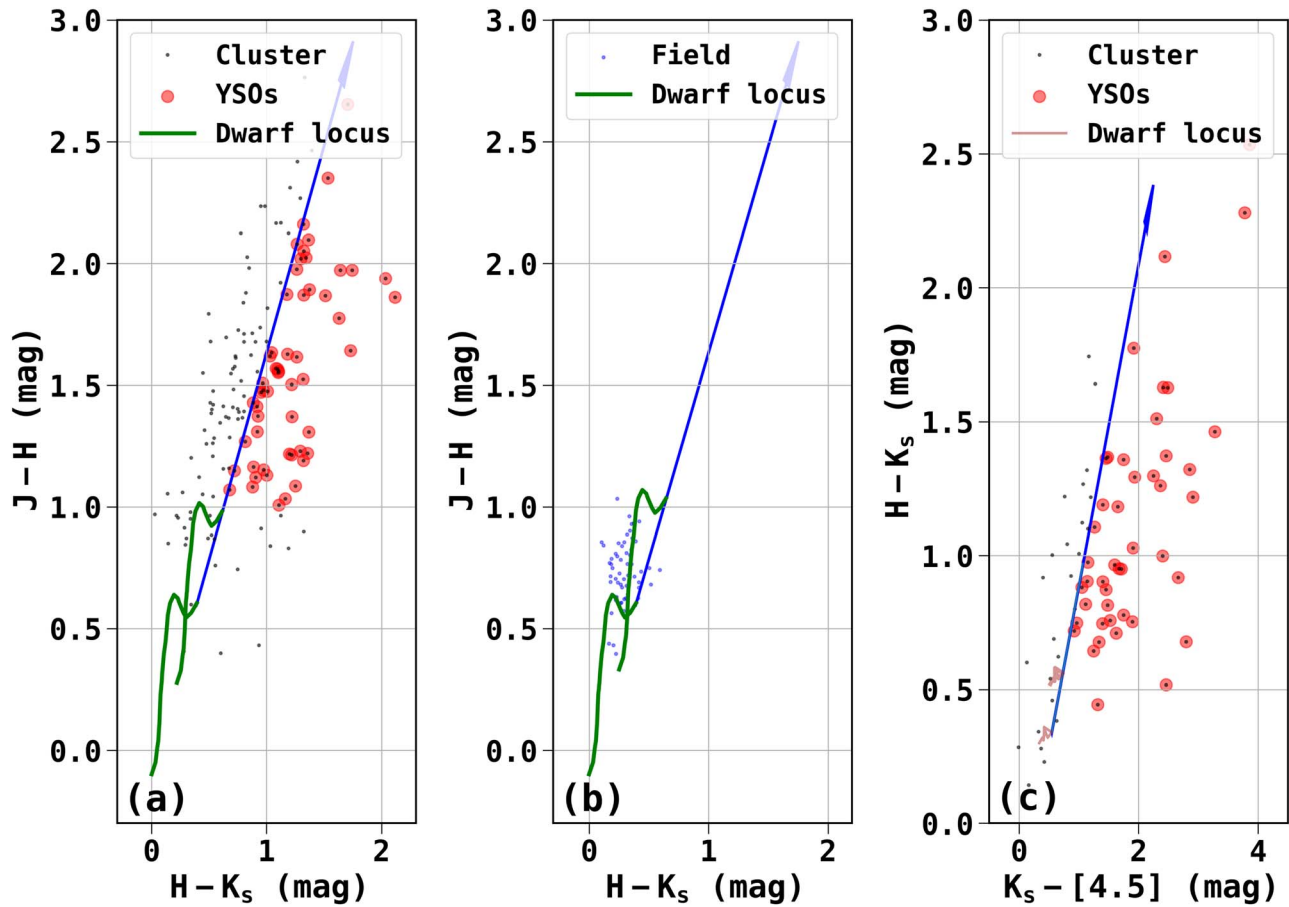 3.0
2.5
2.0
1.5
1.0
0.5
0.0
J − H (mag)
Cluster
YSOs
Dwarf locus
(a)
0 1 2
H − Ks (mag)
3.0
2.5
2.0
1.5
1.0
0.5
0.0
J − H (mag)
Field
Dwarf locus
(b)
0 1 2
H − Ks (mag)
3.0
2.5
2.0
1.5
1.0
0.5
0.0
H − Ks (mag)
Cluster
YSOs
Dwarf locus
(c)
0 2 4
Ks − [4.5] (mag)